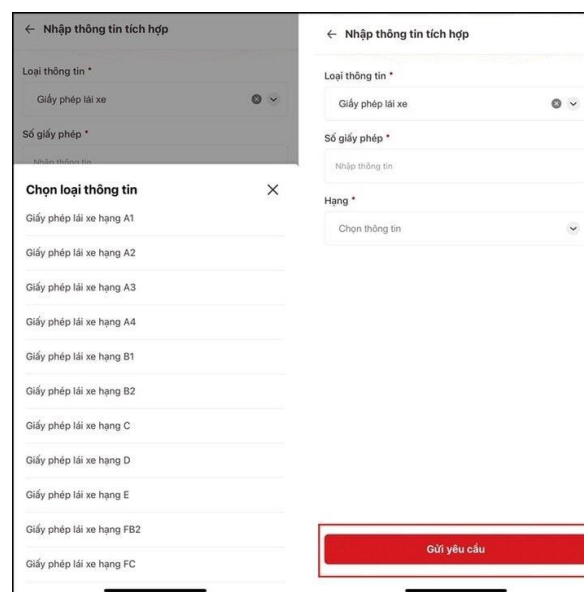 ← Nhập thông tin tích hợp
Loại thông tin *
Giấy phép lái xe
Số giấy phép *
Nhập thông tin
Chọn loại thông tin
Giấy phép lái xe hạng A1
Giấy phép lái xe hạng A2
Giấy phép lái xe hạng A3
Giấy phép lái xe hạng A4
Giấy phép lái xe hạng B1
Giấy phép lái xe hạng B2
Giấy phép lái xe hạng C
Giấy phép lái xe hạng D
Giấy phép lái xe hạng E
Giấy phép lái xe hạng FB2
Giấy phép lái xe hạng FC
← Nhập thông tin tích hợp
Loại thông tin *
Giấy phép lái xe
Số giấy phép *
Nhập thông tin
Hạng *
Chọn thông tin
Gửi yêu cầu